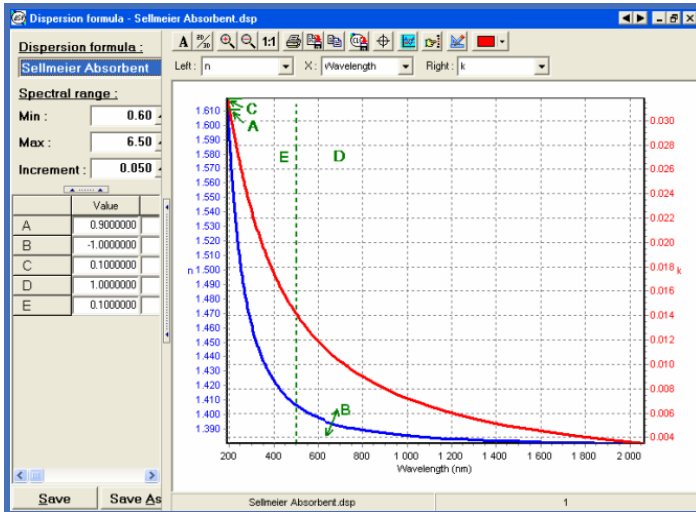 Dispersion formula - Sellmeier Absorbent.dsp
Dispersion formula :
Sellmeier Absorbent
Spectral range :
Min : 0.60
Max : 6.50
Increment : 0.050
Value
A 0.9000000
B -1.0000000
C 0.1000000
D 1.0000000
E 0.1000000
Save Save As
A 2D/3D 1:1
Left : n X : Wavelength Right : k
1.610
1.600
1.590
1.580
1.570
1.560
1.550
1.540
1.530
1.520
1.510
n 1.500
1.490
1.480
1.470
1.460
1.450
1.440
1.430
1.420
1.410
1.400
1.390
C
A
E D
B
0.030
0.028
0.026
0.024
0.022
0.020
0.018 k
0.016
0.014
0.012
0.010
0.008
0.006
0.004
200 400 600 800 1 000 1 200 1 400 1 600 1 800 2 000
Wavelength (nm)
Sellmeier Absorbent.dsp 1